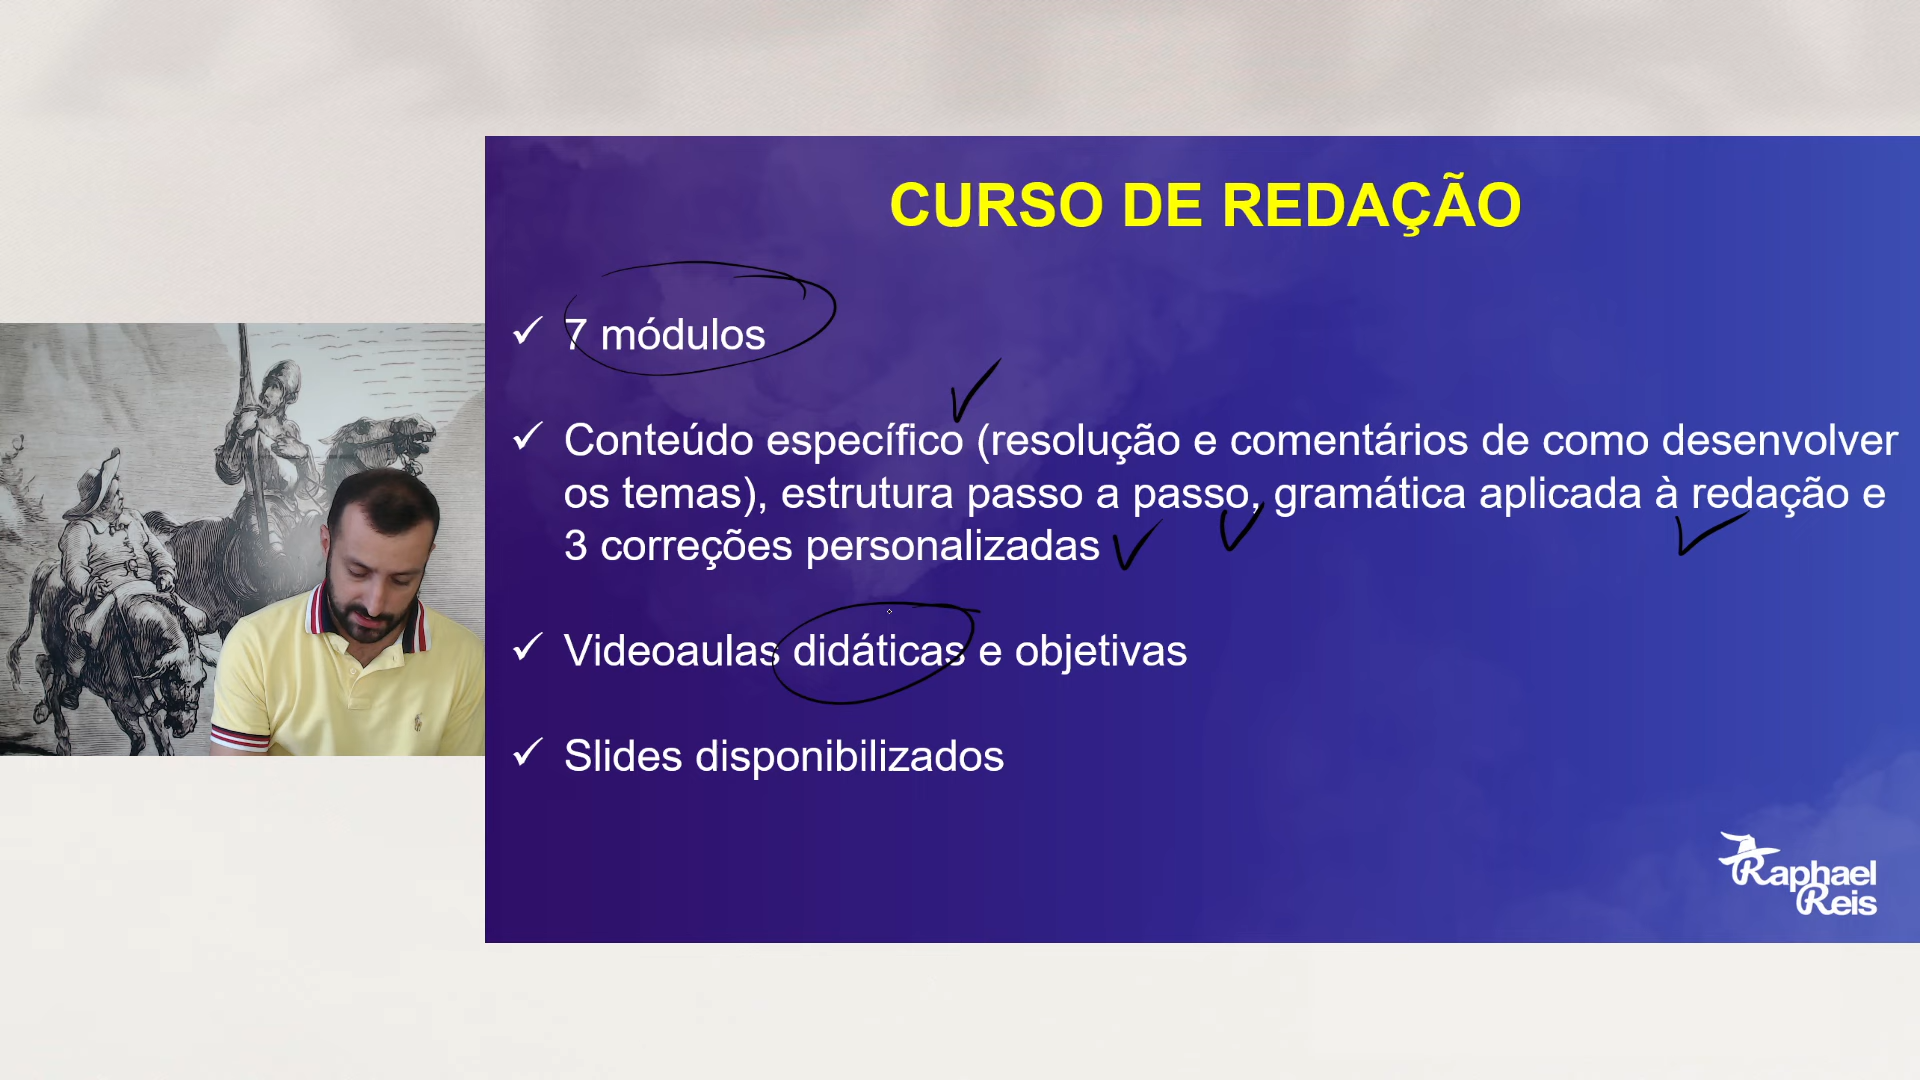 CURSO DE REDAÇÃO
7 módulos
Conteúdo específico (resolução e comentários de como desenvolver
os temas), estrutura passo a passo, gramática aplicada à redação e
3 correções personalizadas
Videoaulas didáticas e objetivas
Slides disponibilizados
Raphael
Reis